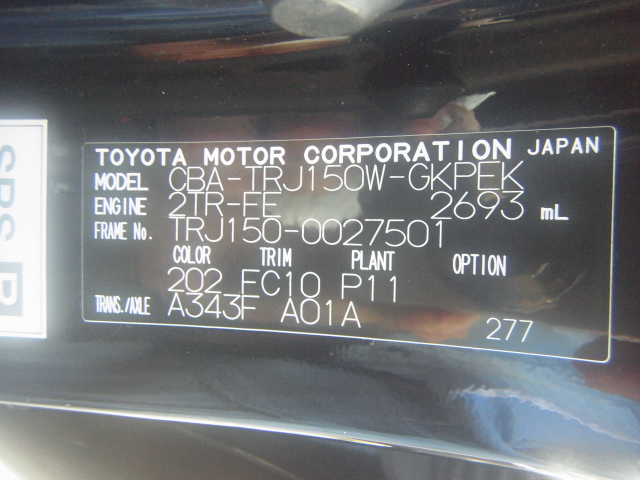 TOYOTA MOTOR CORPORATION JAPAN
MODEL CBA-TRJ150W-GKPEK
ENGINE 2TR-FE 2693 mL
FRAME No. TRJ150-0027501
COLOR TRIM PLANT OPTION
202 FC10 P11
TRANS./AXLE A343F A01A
277
SRS